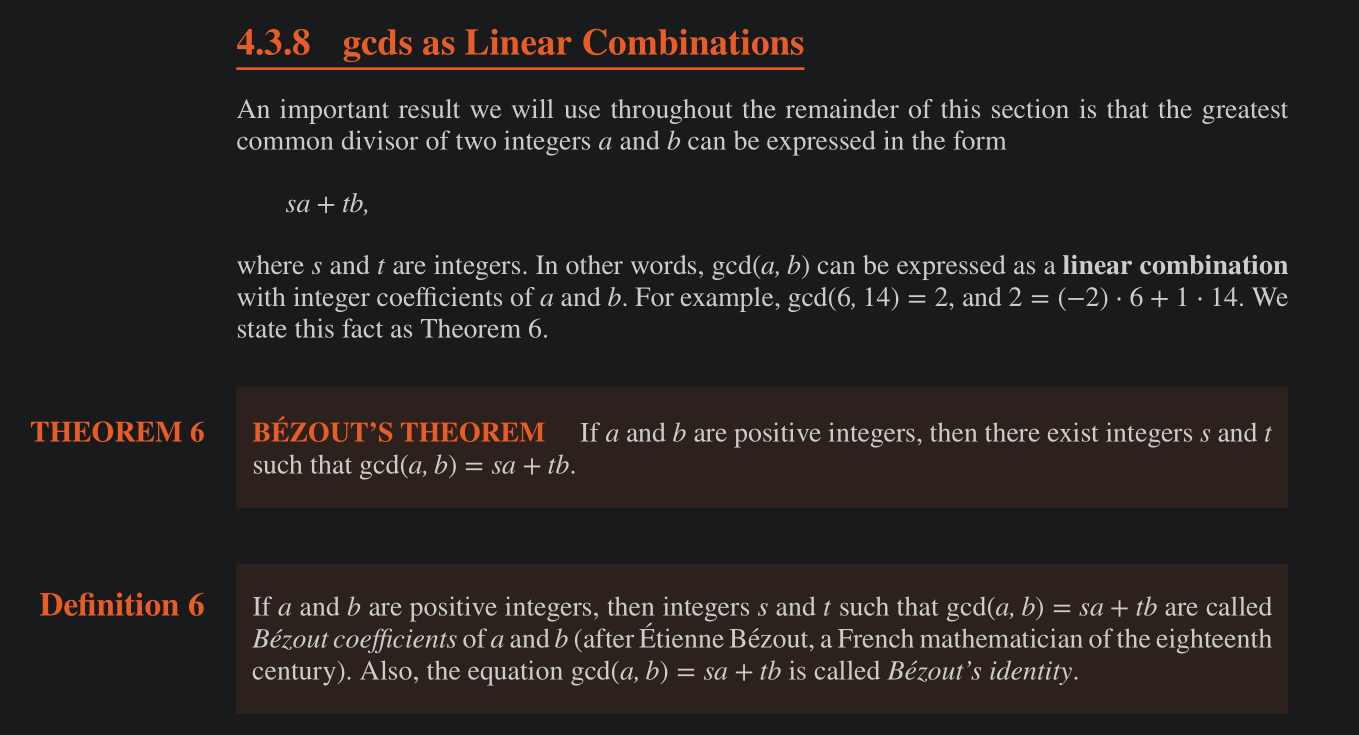 4.3.8 gcds as Linear Combinations
An important result we will use throughout the remainder of this section is that the greatest
common divisor of two integers a and b can be expressed in the form
sa + tb,
where s and t are integers. In other words, gcd(a, b) can be expressed as a linear combination
with integer coefficients of a and b. For example, gcd(6, 14) = 2, and 2 = (−2) · 6 + 1 · 14. We
state this fact as Theorem 6.
THEOREM 6 BÉZOUT’S THEOREM If a and b are positive integers, then there exist integers s and t
such that gcd(a, b) = sa + tb.
Definition 6 If a and b are positive integers, then integers s and t such that gcd(a, b) = sa + tb are called
Bézout coefficients of a and b (after Étienne Bézout, a French mathematician of the eighteenth
century). Also, the equation gcd(a, b) = sa + tb is called Bézout’s identity.